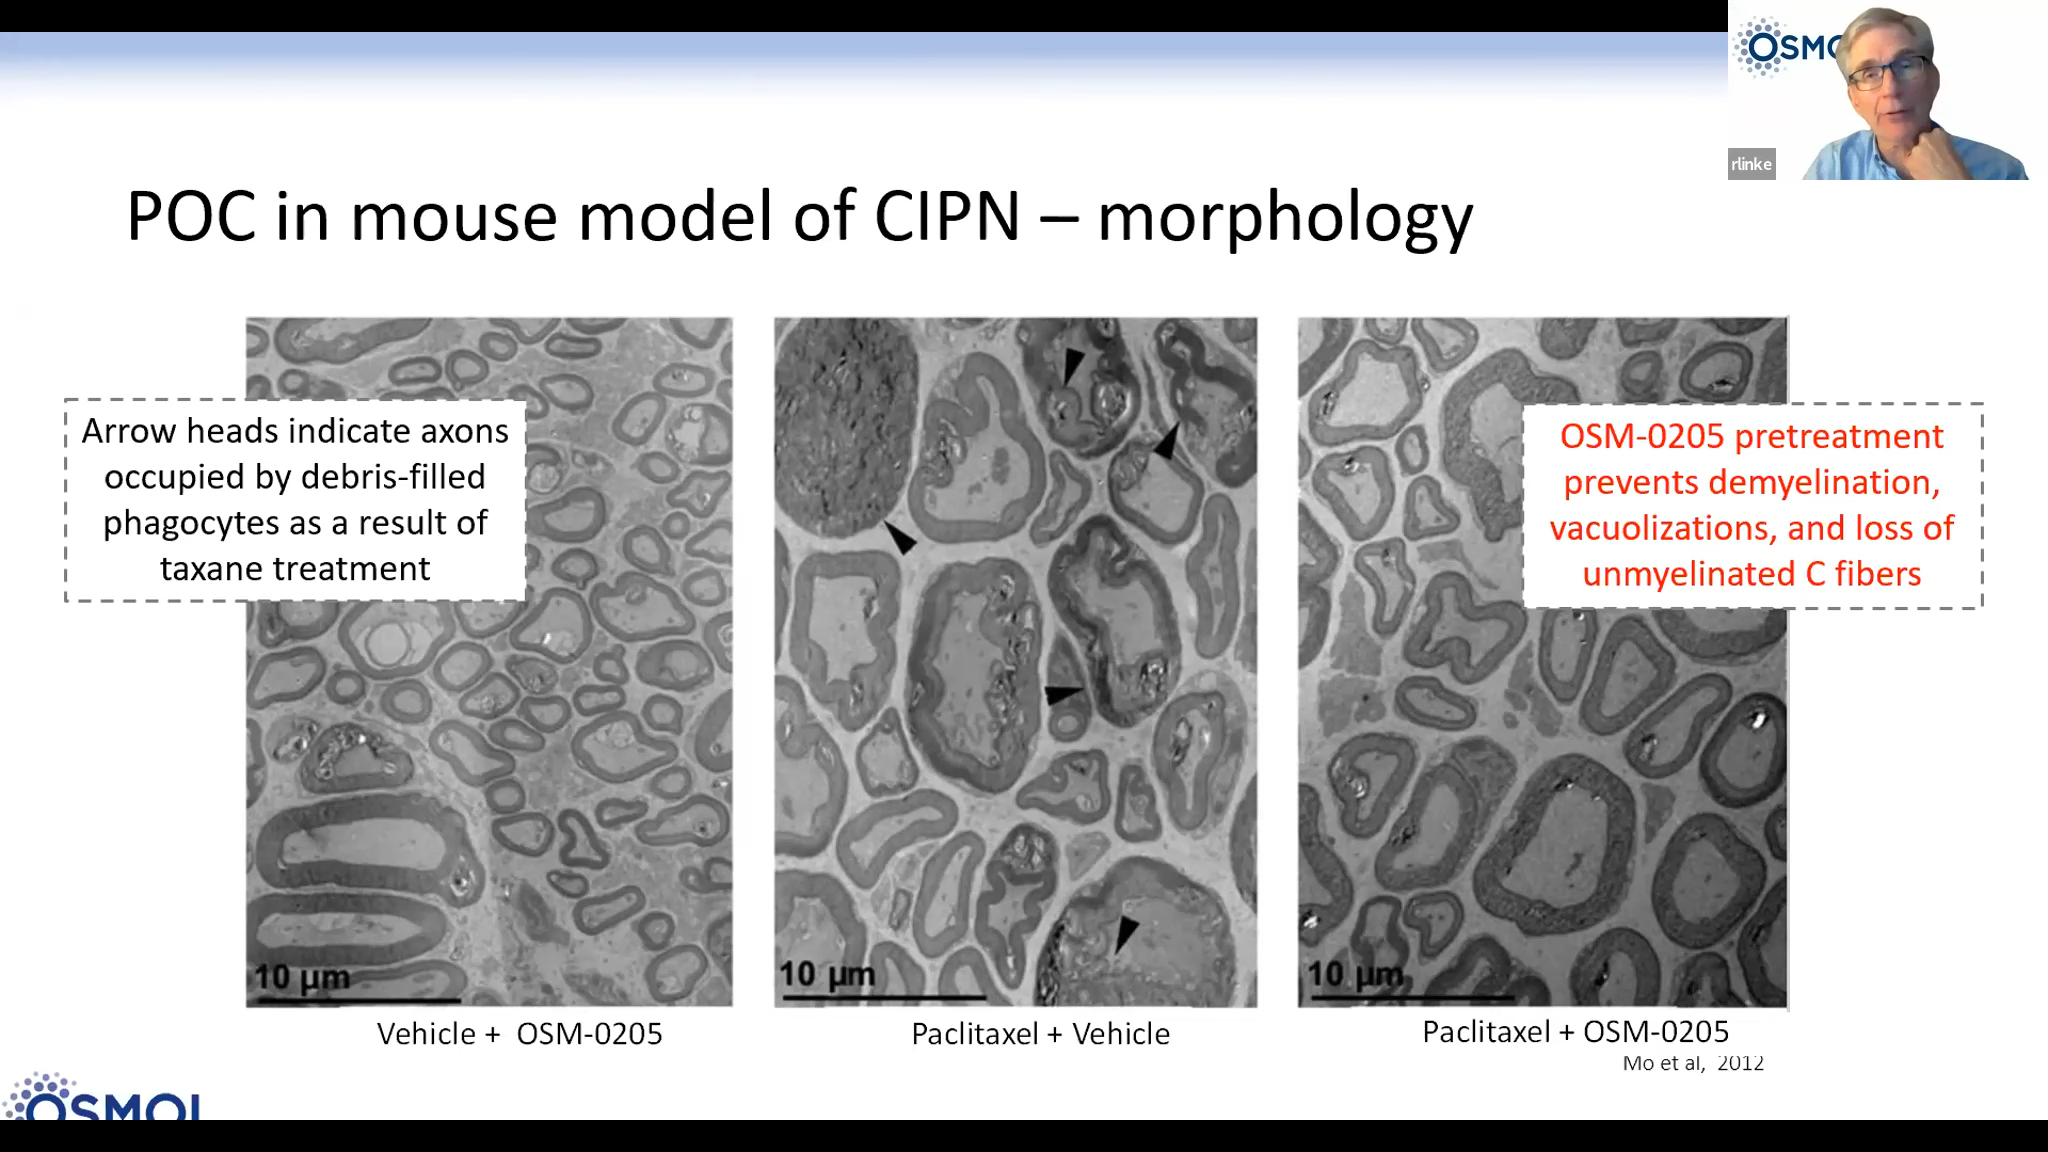 OSMO
rlinke
POC in mouse model of CIPN – morphology
Arrow heads indicate axons
occupied by debris-filled
phagocytes as a result of
taxane treatment
OSM-0205 pretreatment
prevents demyelination,
vacuolizations, and loss of
unmyelinated C fibers
10 µm
10 µm
10 µm
Vehicle + OSM-0205
Paclitaxel + Vehicle
Paclitaxel + OSM-0205
Mo et al, 2012
OSMOL